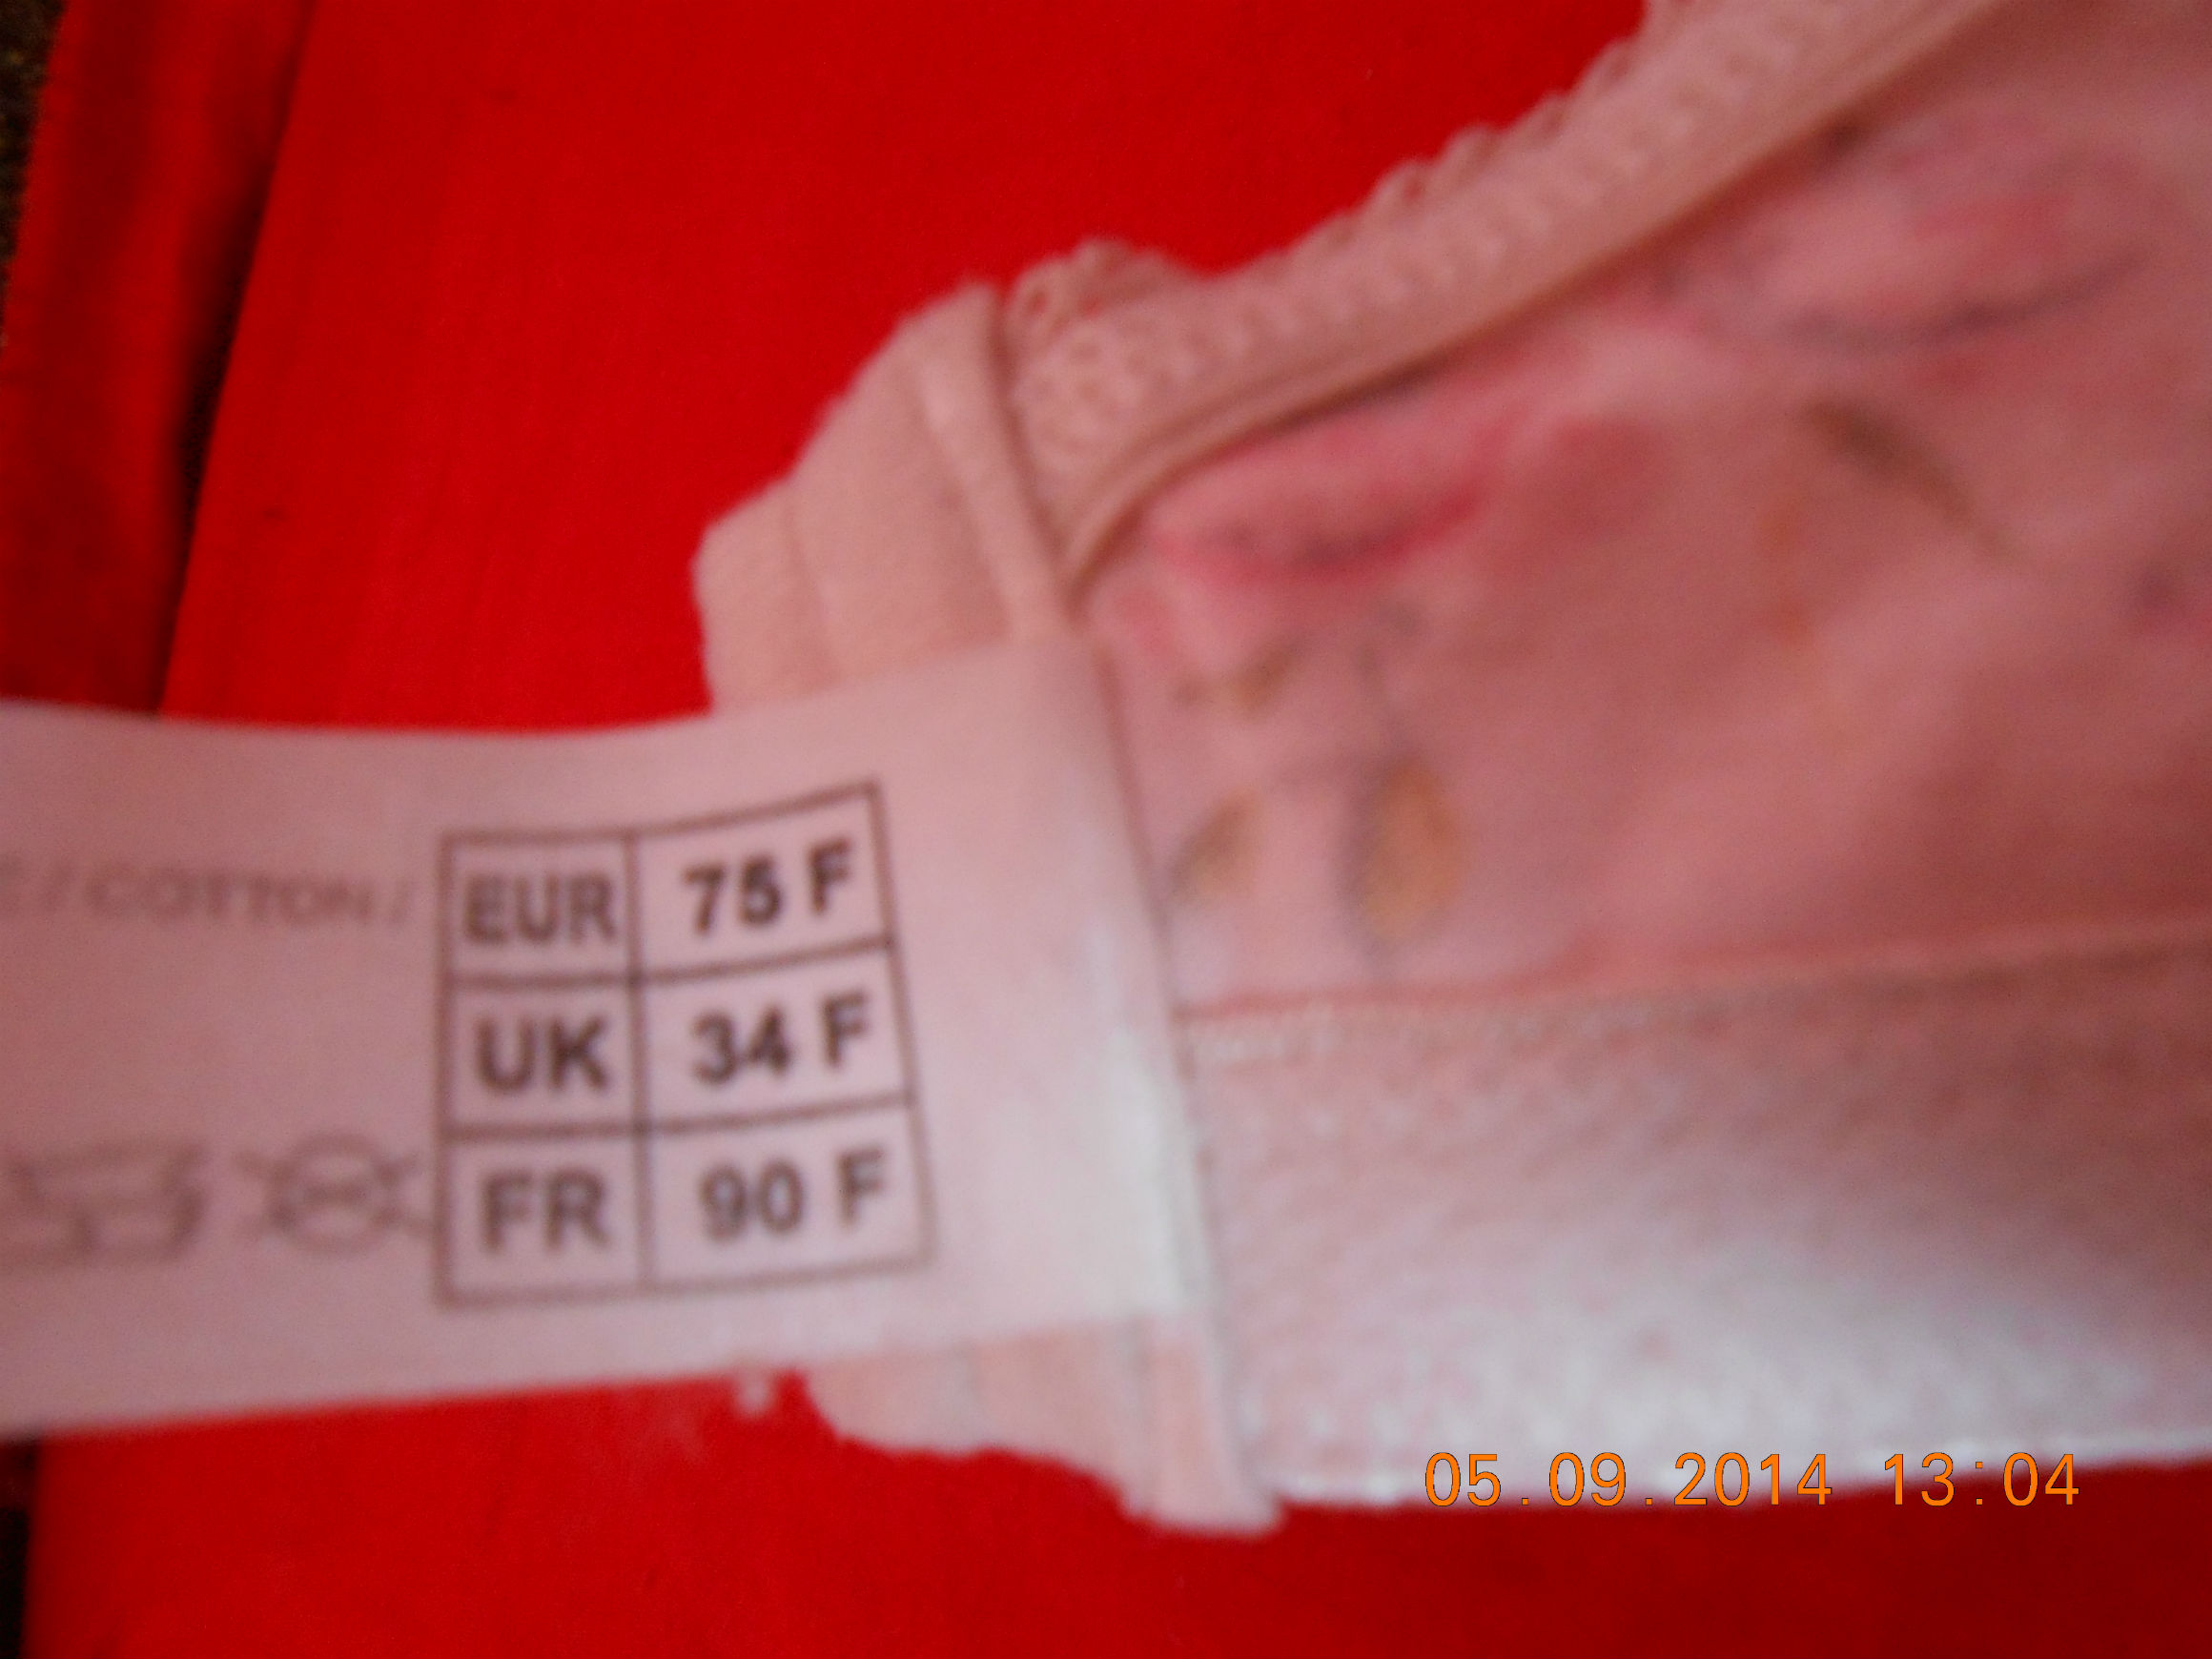 / COTTON /
EUR 75 F
UK 34 F
FR 90 F
05.09.2014 13:04